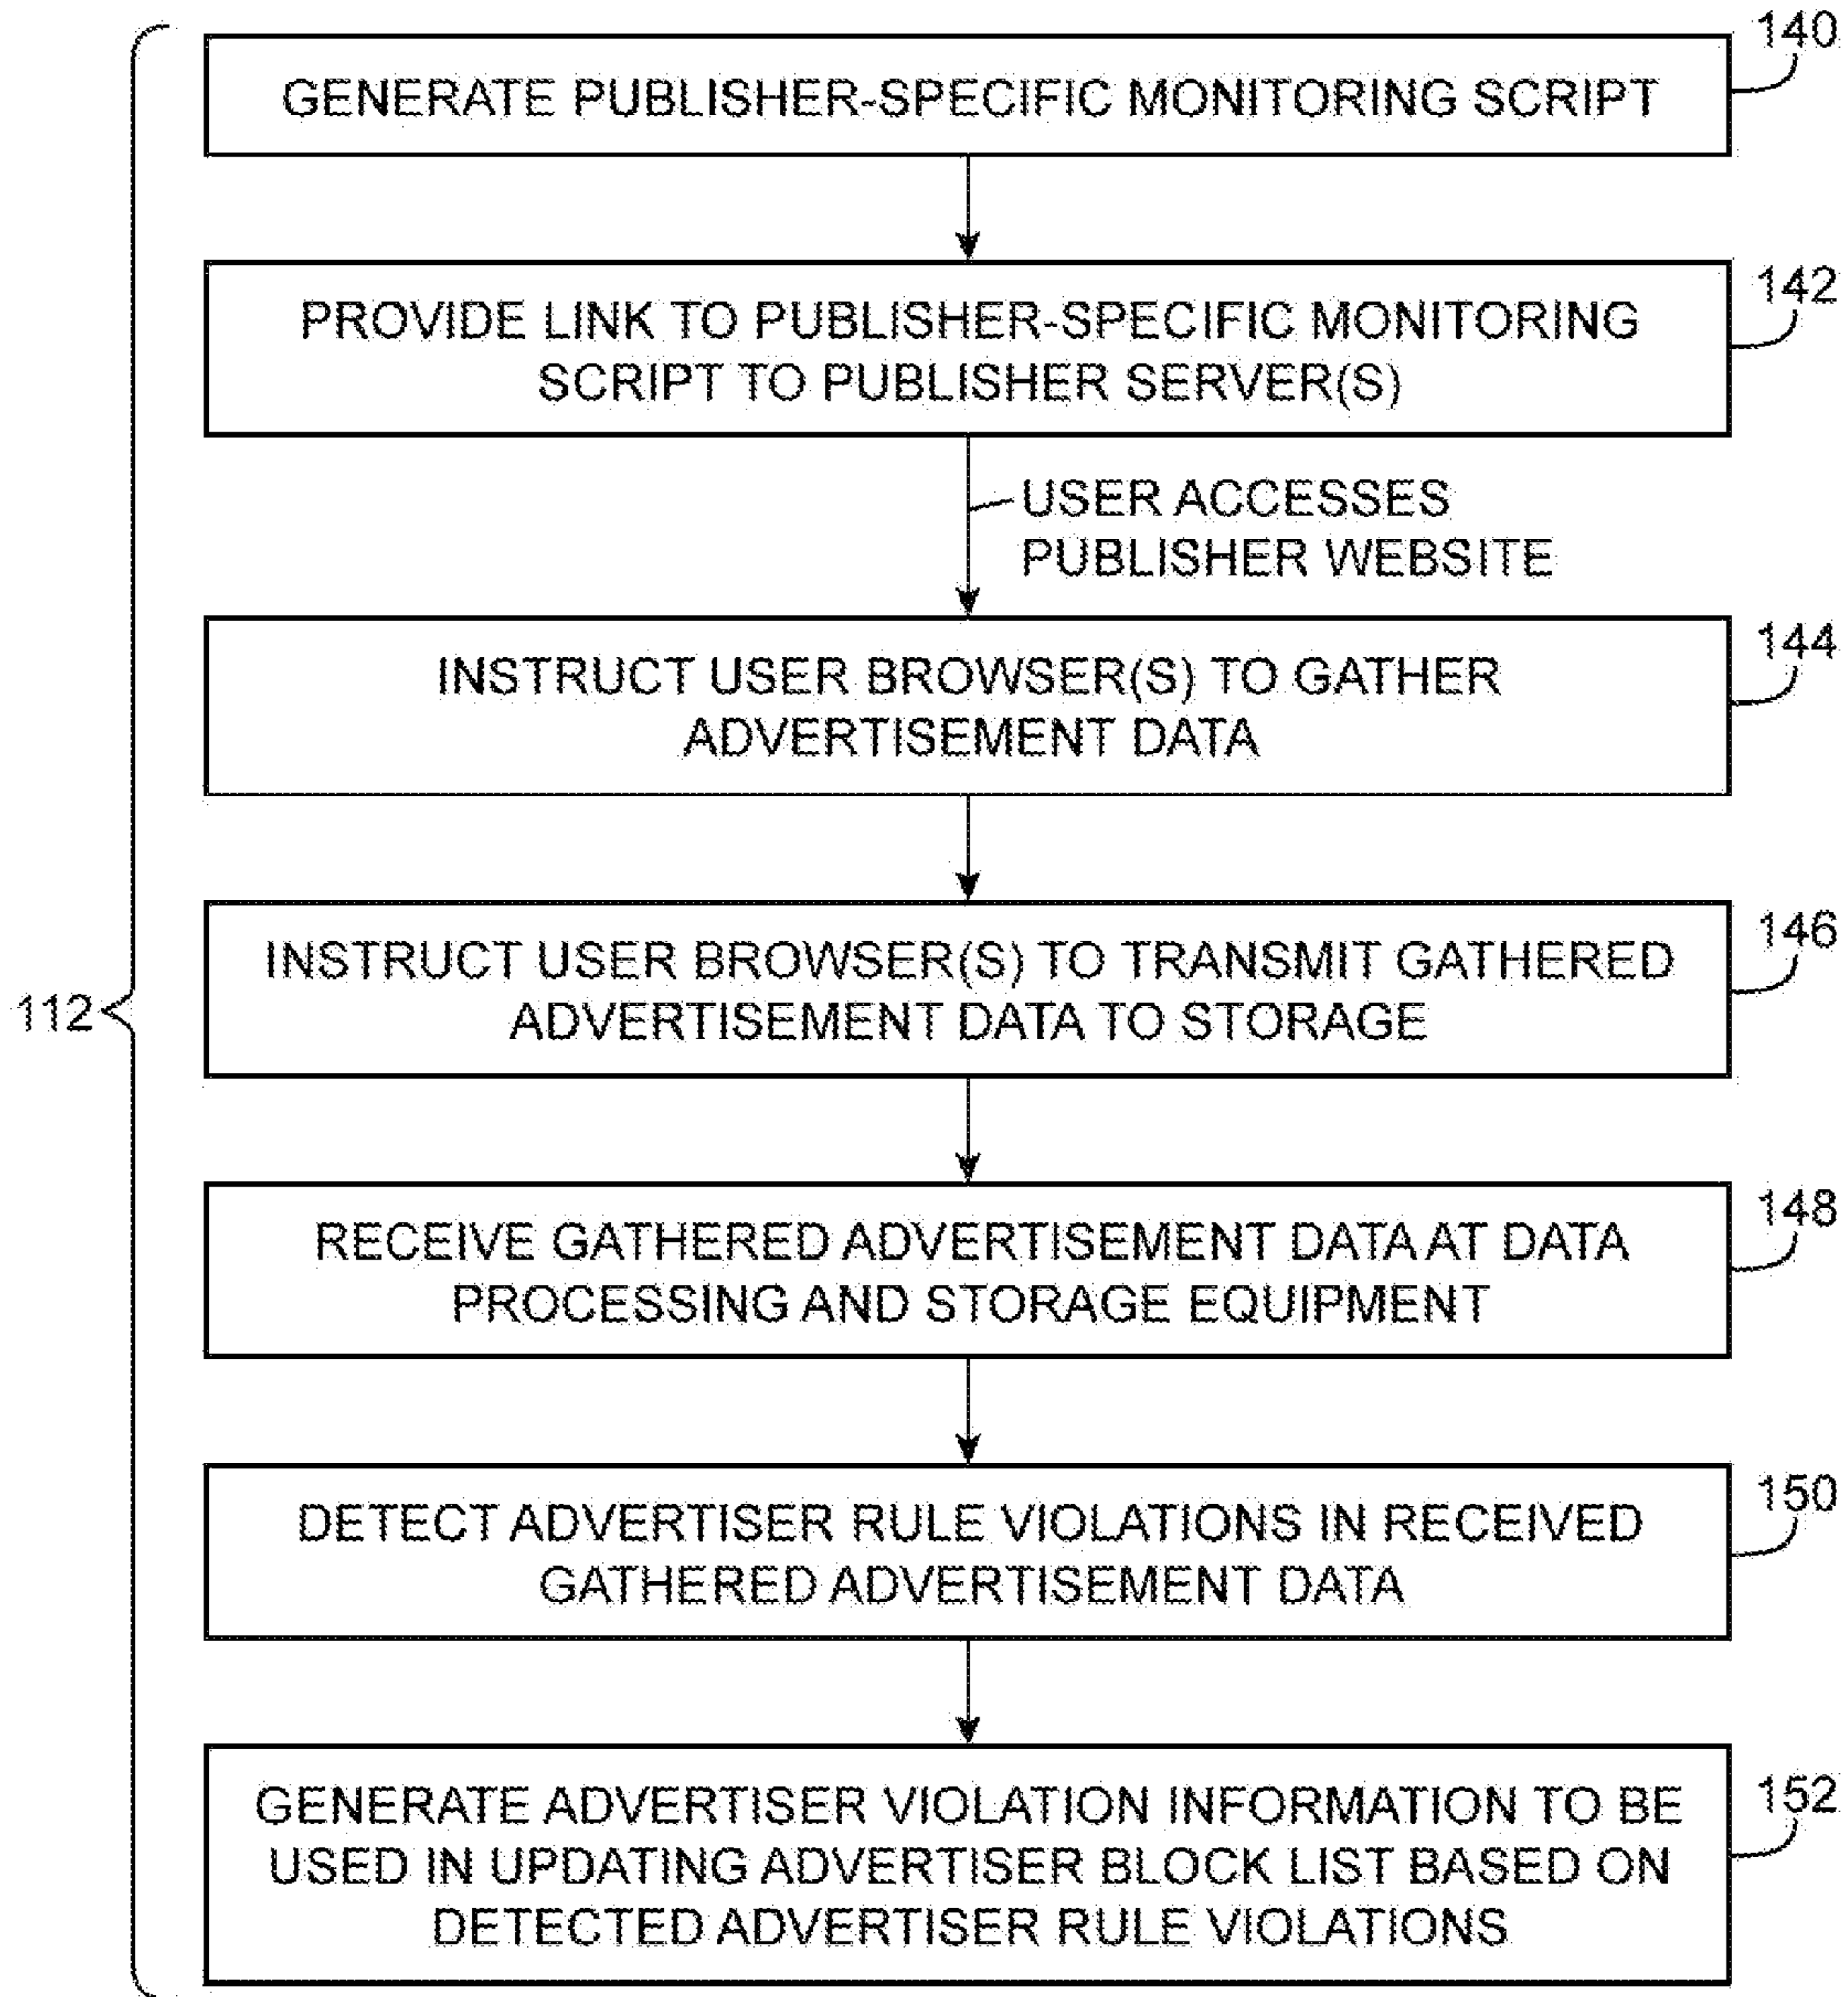 140
GENERATE PUBLISHER-SPECIFIC MONITORING SCRIPT
142
PROVIDE LINK TO PUBLISHER-SPECIFIC MONITORING
SCRIPT TO PUBLISHER SERVER(S)
USER ACCESSES
PUBLISHER WEBSITE
144
INSTRUCT USER BROWSER(S) TO GATHER
ADVERTISEMENT DATA
146
INSTRUCT USER BROWSER(S) TO TRANSMIT GATHERED
ADVERTISEMENT DATA TO STORAGE
112
148
RECEIVE GATHERED ADVERTISEMENT DATA AT DATA
PROCESSING AND STORAGE EQUIPMENT
150
DETECT ADVERTISER RULE VIOLATIONS IN RECEIVED
GATHERED ADVERTISEMENT DATA
152
GENERATE ADVERTISER VIOLATION INFORMATION TO BE
USED IN UPDATING ADVERTISER BLOCK LIST BASED ON
DETECTED ADVERTISER RULE VIOLATIONS